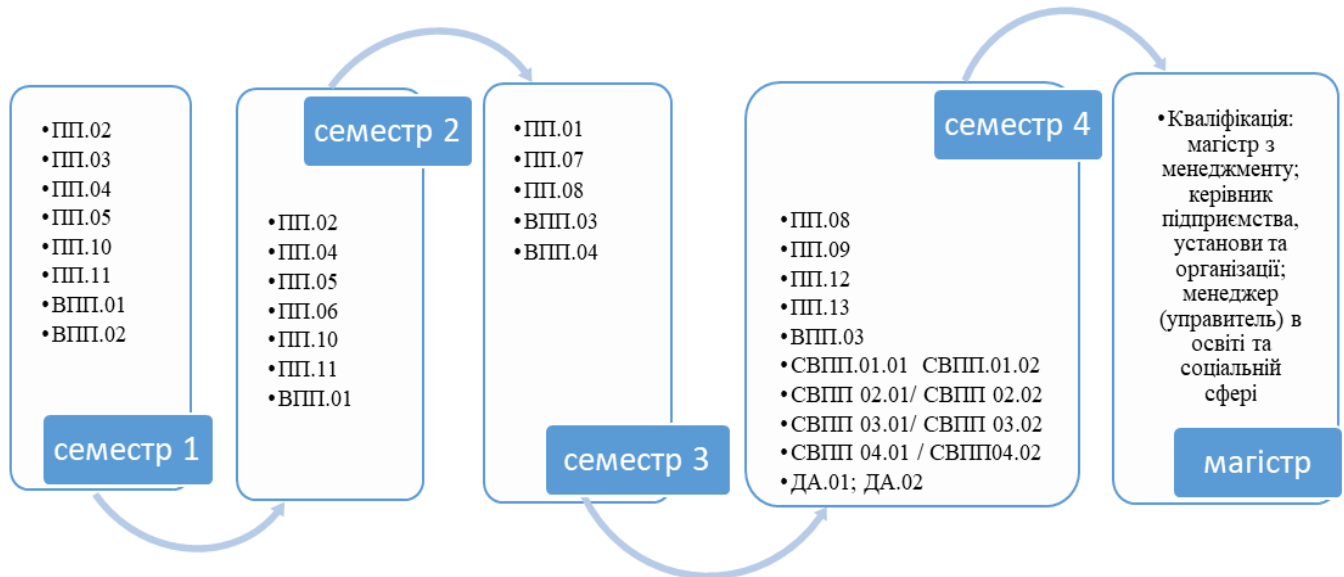 •ПП.02
•ПП.03
•ПП.04
•ПП.05
•ПП.10
•ПП.11
•ВПП.01
•ВПП.02
семестр 1
семестр 2
•ПП.02
•ПП.04
•ПП.05
•ПП.06
•ПП.10
•ПП.11
•ВПП.01
•ПП.01
•ПП.07
•ПП.08
•ВПП.03
•ВПП.04
семестр 3
семестр 4
•ПП.08
•ПП.09
•ПП.12
•ПП.13
•ВПП.03
•СВПП.01.01 СВПП.01.02
•СВПП 02.01/ СВПП 02.02
•СВПП 03.01/ СВПП 03.02
•СВПП 04.01 / СВПП04.02
•ДА.01; ДА.02
•Кваліфікація:
магістр з
менеджменту;
керівник
підприємства,
установи та
організації;
менеджер
(управитель) в
освіті та
соціальній
сфері
магістр